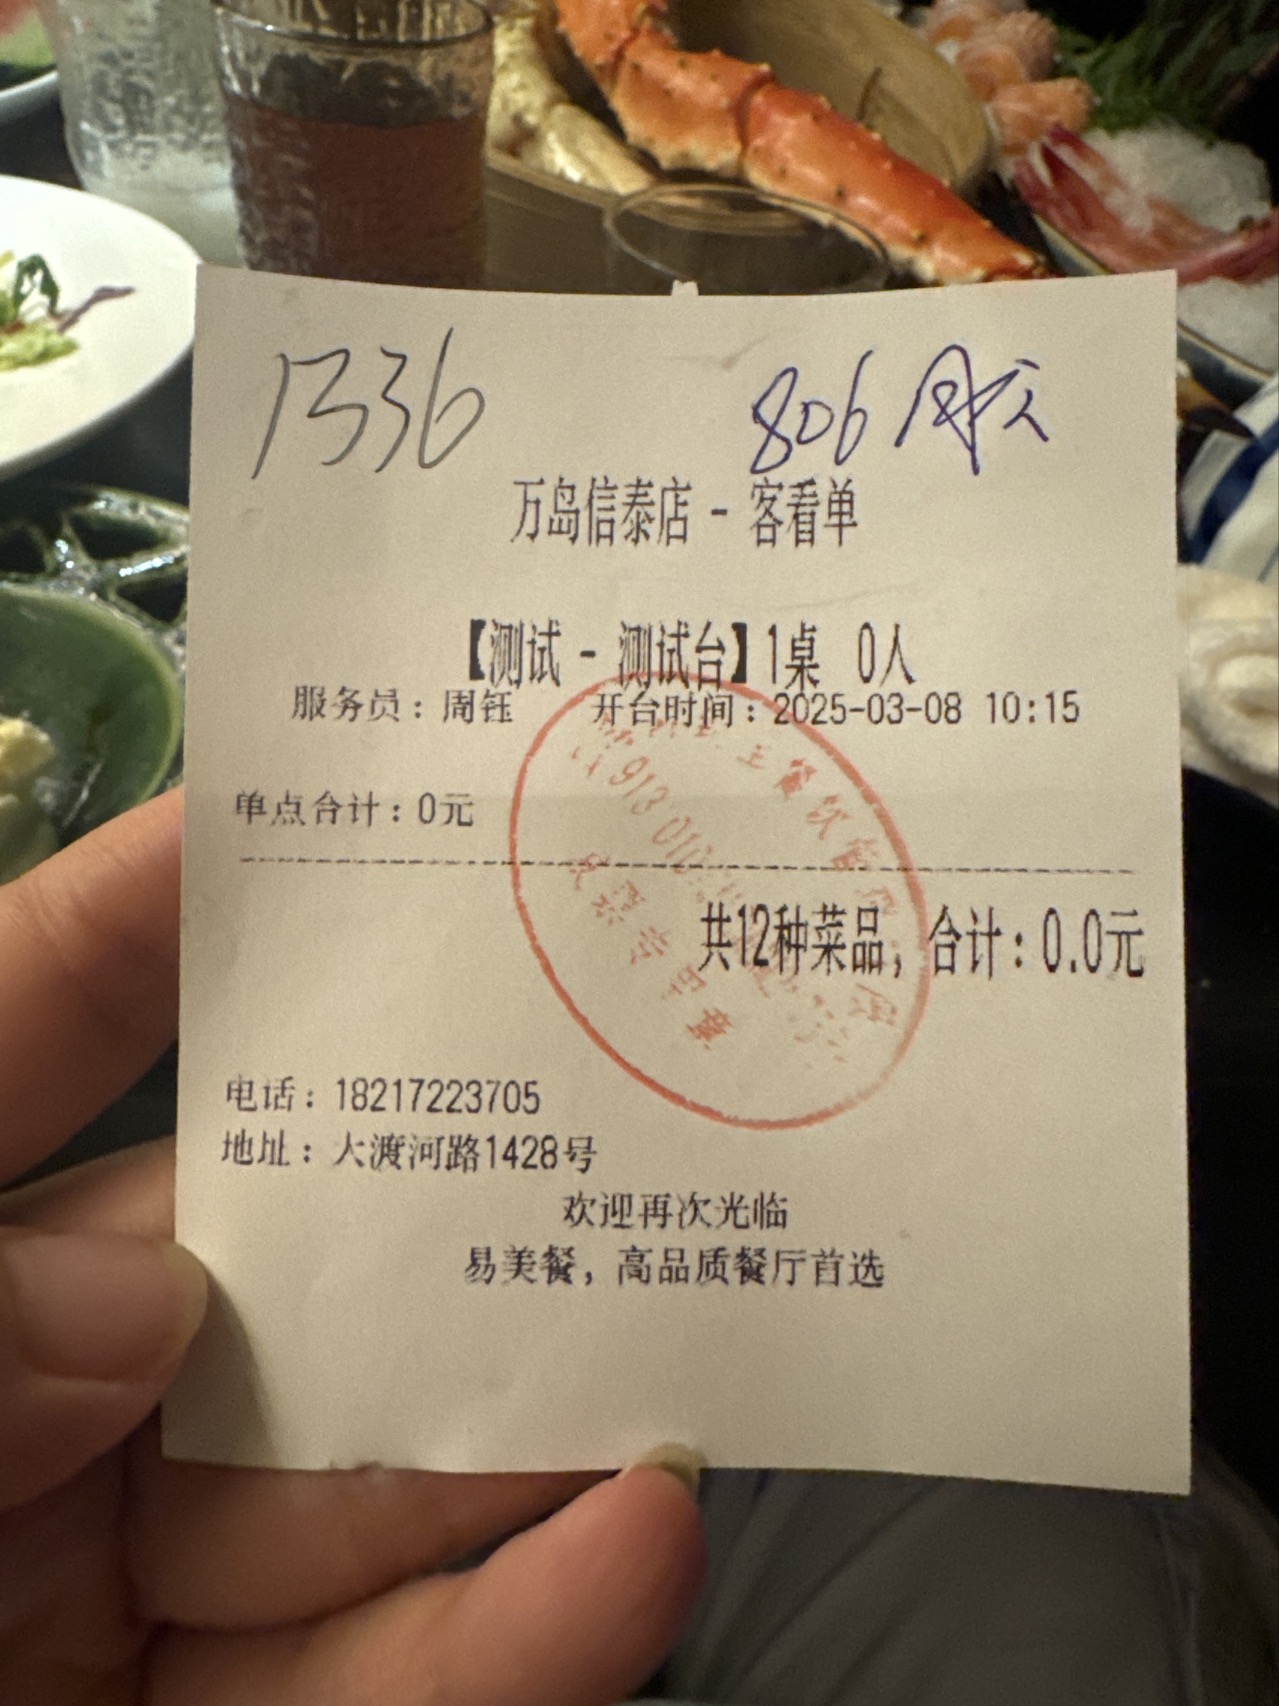 1336 806
万岛信泰店 - 客看单
【测试 - 测试台】1桌 0人
服务员：周钰 开台时间：2025-03-08 10:15
单点合计：0元
共12种菜品，合计：0.0元
电话：18217223705
地址：大渡河路1428号
欢迎再次光临
易美餐，高品质餐厅首选